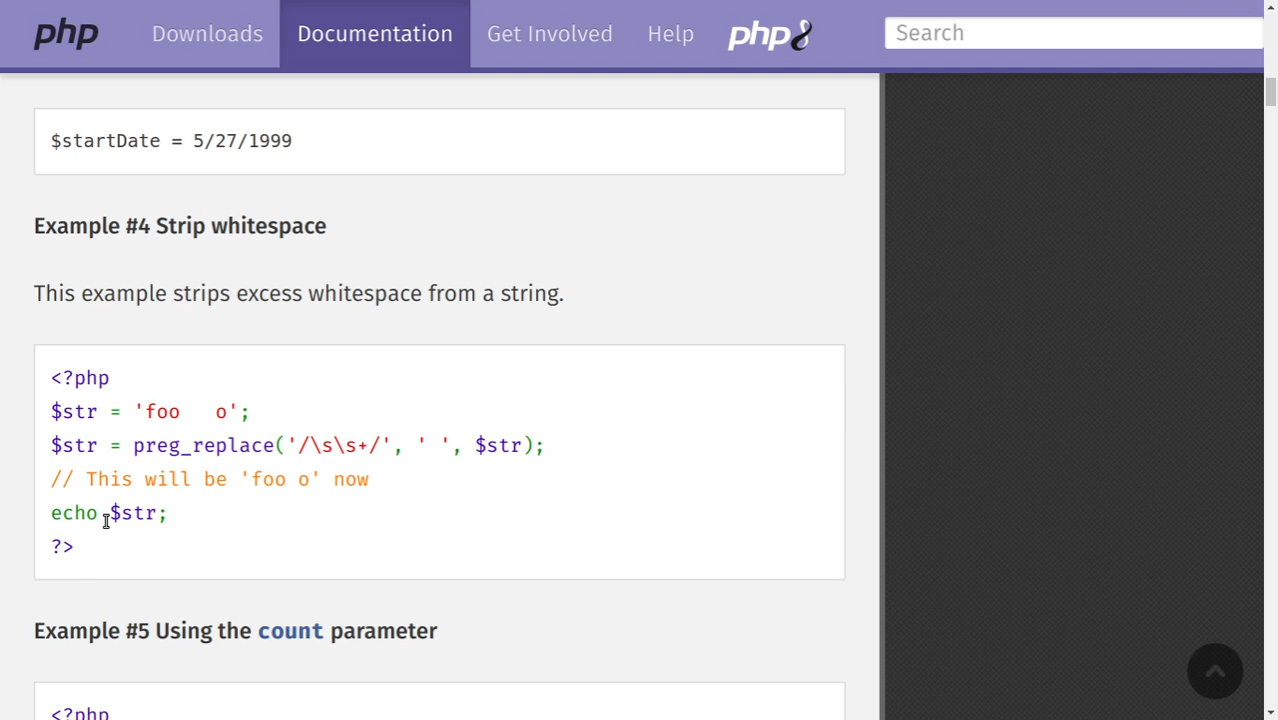 php Downloads Documentation Get Involved Help php8 Search
$startDate = 5/27/1999
Example #4 Strip whitespace
This example strips excess whitespace from a string.
<?php
$str = 'foo   o';
$str = preg_replace('/\s\s+/', ' ', $str);
// This will be 'foo o' now
echo $str;
?>
Example #5 Using the count parameter
<?php